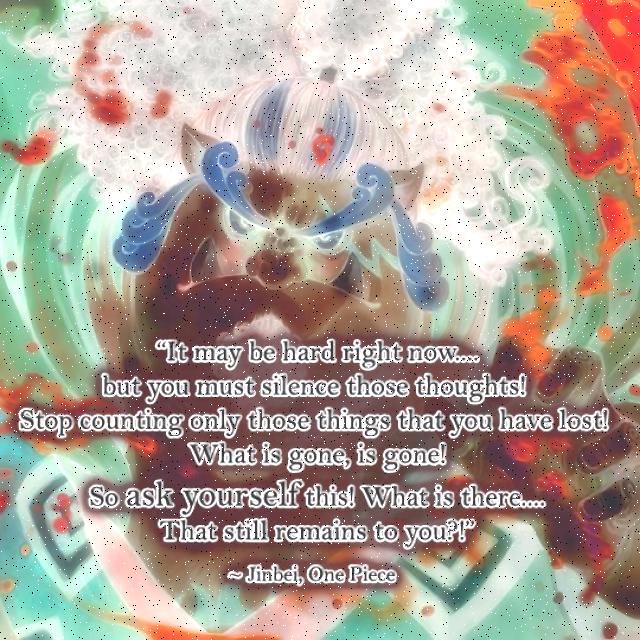 “It may be hard right now....
but you must silence those thoughts!
Stop counting only those things that you have lost!
What is gone, is gone!
So ask yourself this! What is there....
That still remains to you?!”
~ Jinbei, One Piece